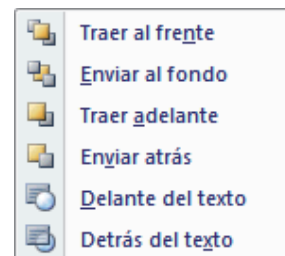 Traer al frente
Enviar al fondo
Traer adelante
Enviar atrás
Delante del texto
Detrás del texto